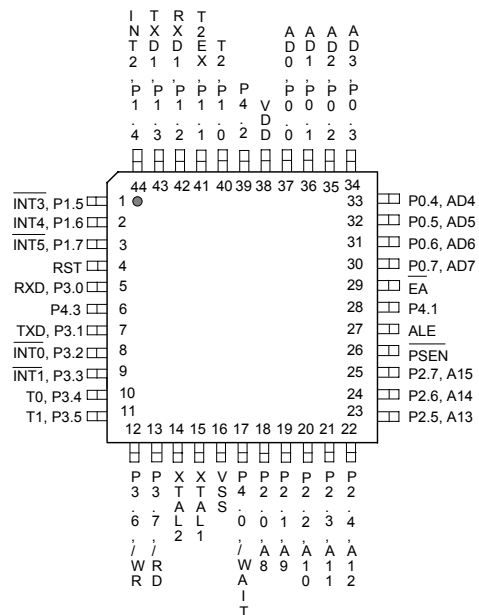 INT2,P1.4
TXD1,P1.3
RXD1,P1.2
T2EX,P1.1
T2,P1.0
P4.2
VDD
AD0,P0.0
AD1,P0.1
AD2,P0.2
AD3,P0.3
44 43 42 41 40 39 38 37 36 35 34
INT3, P1.5 1
INT4, P1.6 2
INT5, P1.7 3
RST 4
RXD, P3.0 5
P4.3 6
TXD, P3.1 7
INT0, P3.2 8
INT1, P3.3 9
T0, P3.4 10
T1, P3.5 11
33 P0.4, AD4
32 P0.5, AD5
31 P0.6, AD6
30 P0.7, AD7
29 EA
28 P4.1
27 ALE
26 PSEN
25 P2.7, A15
24 P2.6, A14
23 P2.5, A13
12 13 14 15 16 17 18 19 20 21 22
P3.6,/WR
P3.7,/RD
XTAL2
XTAL1
VSS
P4.0,/WAIT
P2.0,A8
P2.1,A9
P2.2,A10
P2.3,A11
P2.4,A12